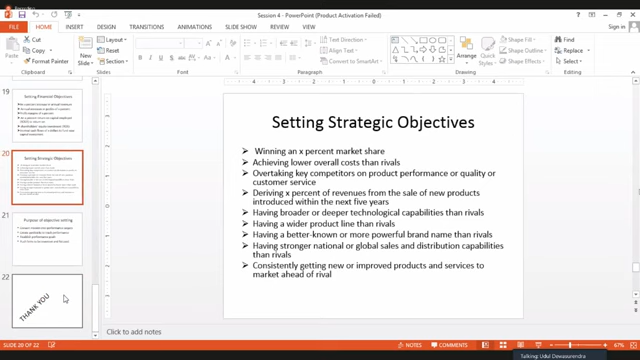 Session 4 - PowerPoint (Product Activation Failed)
FILE HOME INSERT DESIGN TRANSITIONS ANIMATIONS SLIDE SHOW REVIEW VIEW
Sign in
Cut
Copy
Format Painter
Paste
New
Slide
Layout
Reset
Section
Text Direction
Align Text
Convert to SmartArt
Arrange
Quick
Styles
Shape Fill
Shape Outline
Shape Effects
Find
Replace
Select
Clipboard
Slides
Font
Paragraph
Drawing
Editing
19
Setting Financial Objectives
20
Setting Strategic Objectives
21
Purpose of objective setting
22
THANK YOU
Setting Strategic Objectives
Winning an x percent market share
Achieving lower overall costs than rivals
Overtaking key competitors on product performance or quality or
customer service
Deriving x percent of revenues from the sale of new products
introduced within the next five years
Having broader or deeper technological capabilities than rivals
Having a wider product line than rivals
Having a better-known or more powerful brand name than rivals
Having stronger national or global sales and distribution capabilities
than rivals
Consistently getting new or improved products and services to
market ahead of rival
Click to add notes
SLIDE 20 OF 22
NOTES
COMMENTS
67%
Talking: Udul Dewasurendra